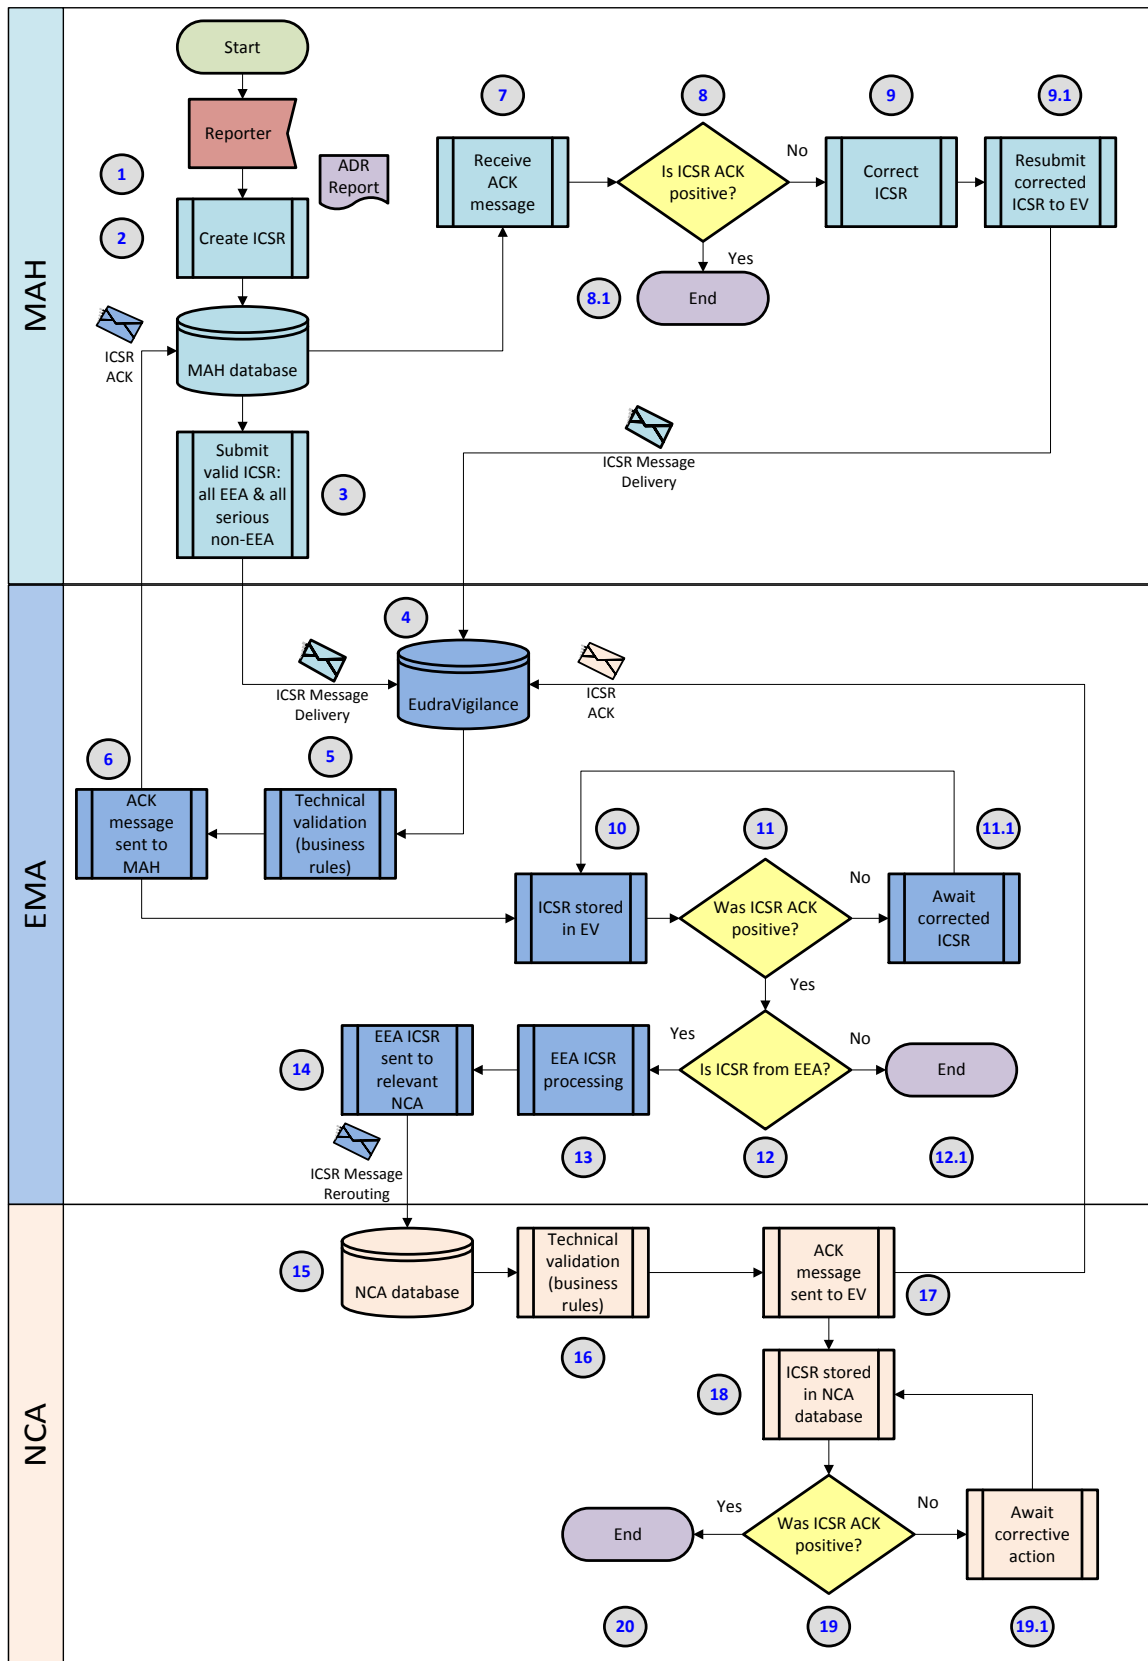 MAH
Start
Reporter
1
ADR
Report
2
Create ICSR
ICSR
ACK
MAH database
Submit
valid ICSR:
all EEA & all
serious
non-EEA
3
7
Receive
ACK
message
8
Is ICSR ACK
positive?
No
Yes
8.1
End
9
Correct
ICSR
9.1
Resubmit
corrected
ICSR to EV
ICSR Message
Delivery
EMA
4
EudraVigilance
ICSR Message
Delivery
ICSR
ACK
5
Technical
validation
(business
rules)
6
ACK
message
sent to
MAH
10
ICSR stored
in EV
11
Was ICSR ACK
positive?
No
11.1
Await
corrected
ICSR
Yes
Is ICSR from EEA?
12
No
End
12.1
Yes
EEA ICSR
processing
13
14
EEA ICSR
sent to
relevant
NCA
ICSR Message
Rerouting
NCA
15
NCA database
Technical
validation
(business
rules)
16
ACK
message
sent to EV
17
18
ICSR stored
in NCA
database
Was ICSR ACK
positive?
19
No
Await
corrective
action
19.1
Yes
End
20